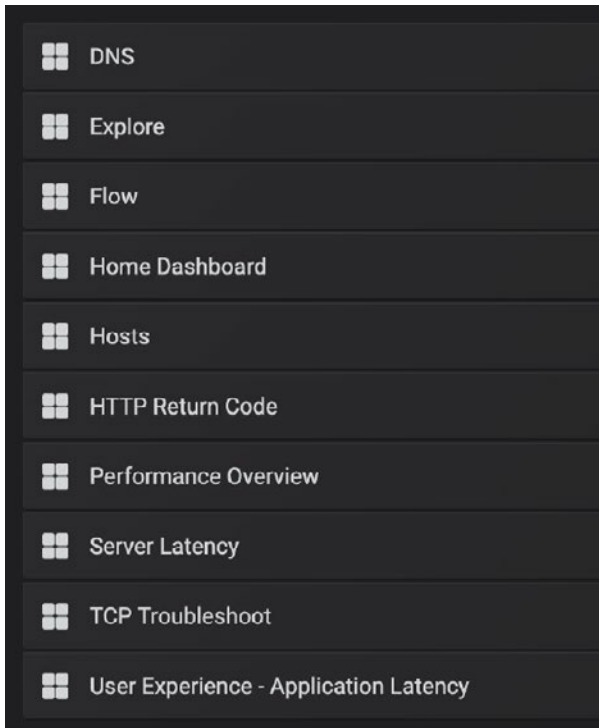 DNS
Explore
Flow
Home Dashboard
Hosts
HTTP Return Code
Performance Overview
Server Latency
TCP Troubleshoot
User Experience - Application Latency